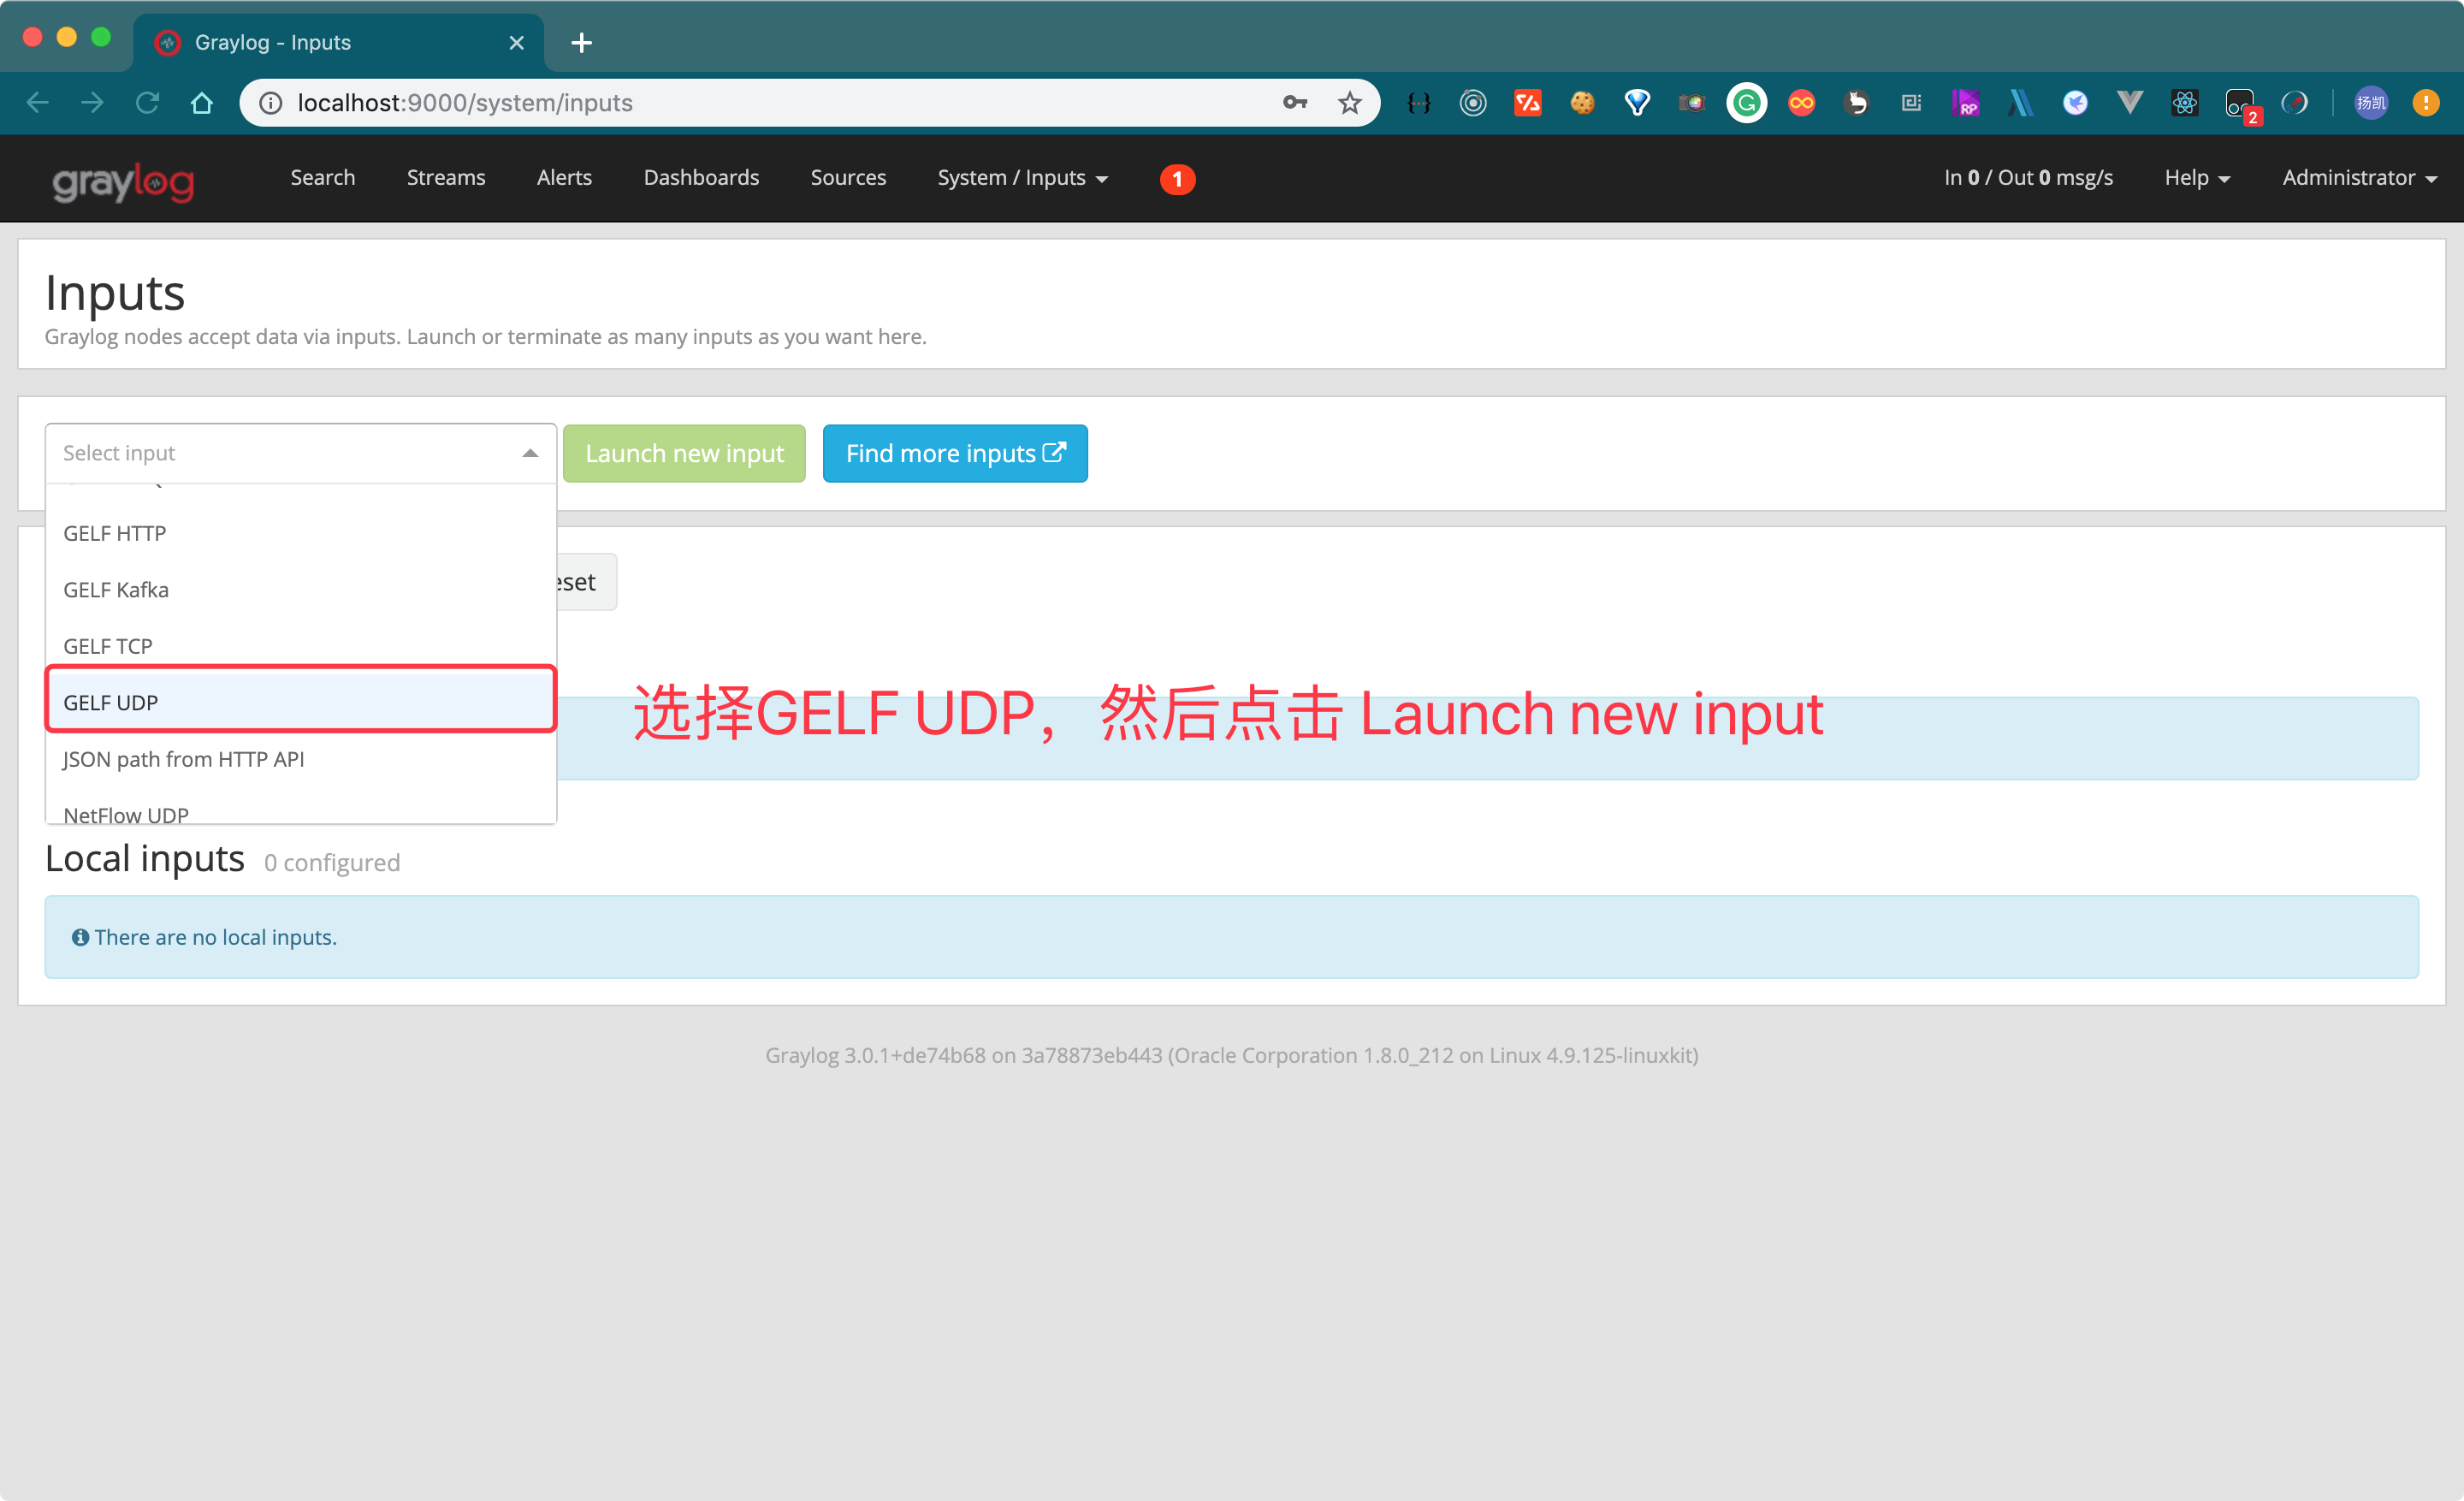 Graylog - Inputs
localhost:9000/system/inputs
2
扬凯
graylog
Search
Streams
Alerts
Dashboards
Sources
System / Inputs
1
In 0 / Out 0 msg/s
Help
Administrator
Inputs
Graylog nodes accept data via inputs. Launch or terminate as many inputs as you want here.
Select input
Launch new input
Find more inputs
GELF HTTP
eset
GELF Kafka
GELF TCP
GELF UDP
选择GELF UDP，然后点击 Launch new input
JSON path from HTTP API
NetFlow UDP
Local inputs 0 configured
There are no local inputs.
Graylog 3.0.1+de74b68 on 3a78873eb443 (Oracle Corporation 1.8.0_212 on Linux 4.9.125-linuxkit)